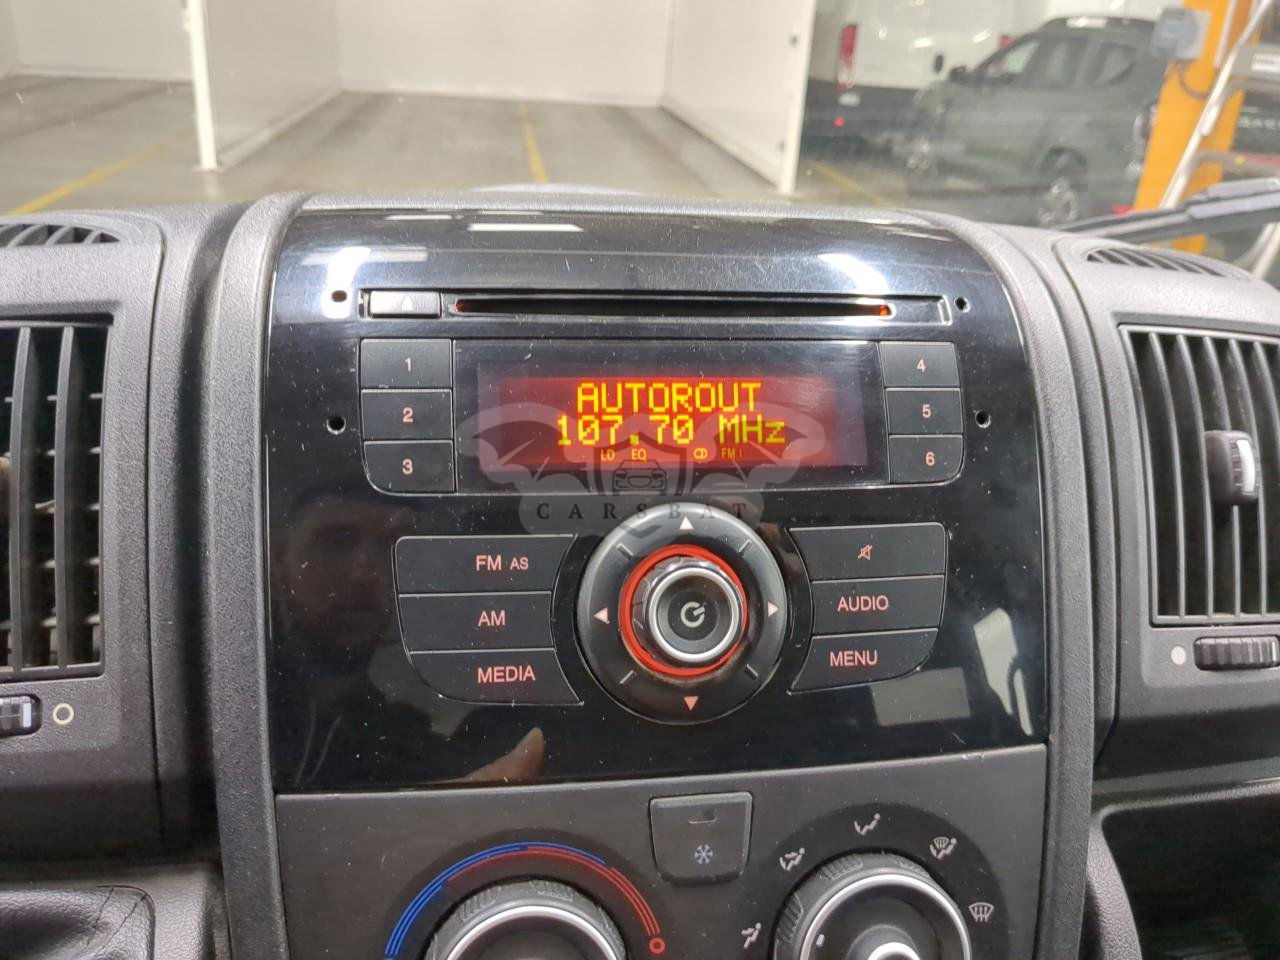 1
2
3
4
5
6
AUTOROUT
107.70 MHz
LD EQ FM
CARSBAT
FM AS
AM
MEDIA
AUDIO
MENU